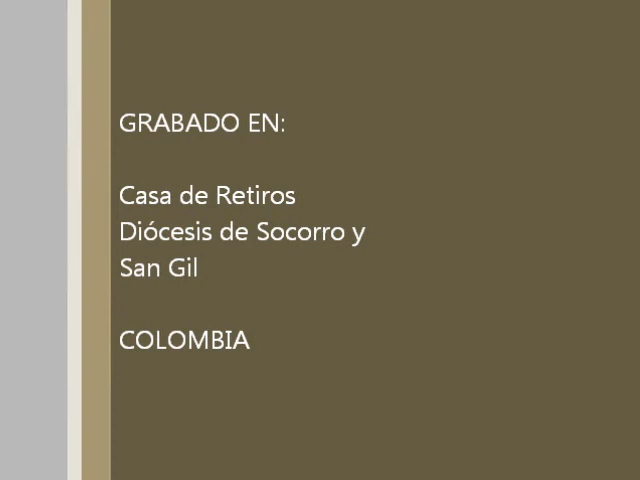 GRABADO EN:
Casa de Retiros
Diócesis de Socorro y
San Gil
COLOMBIA